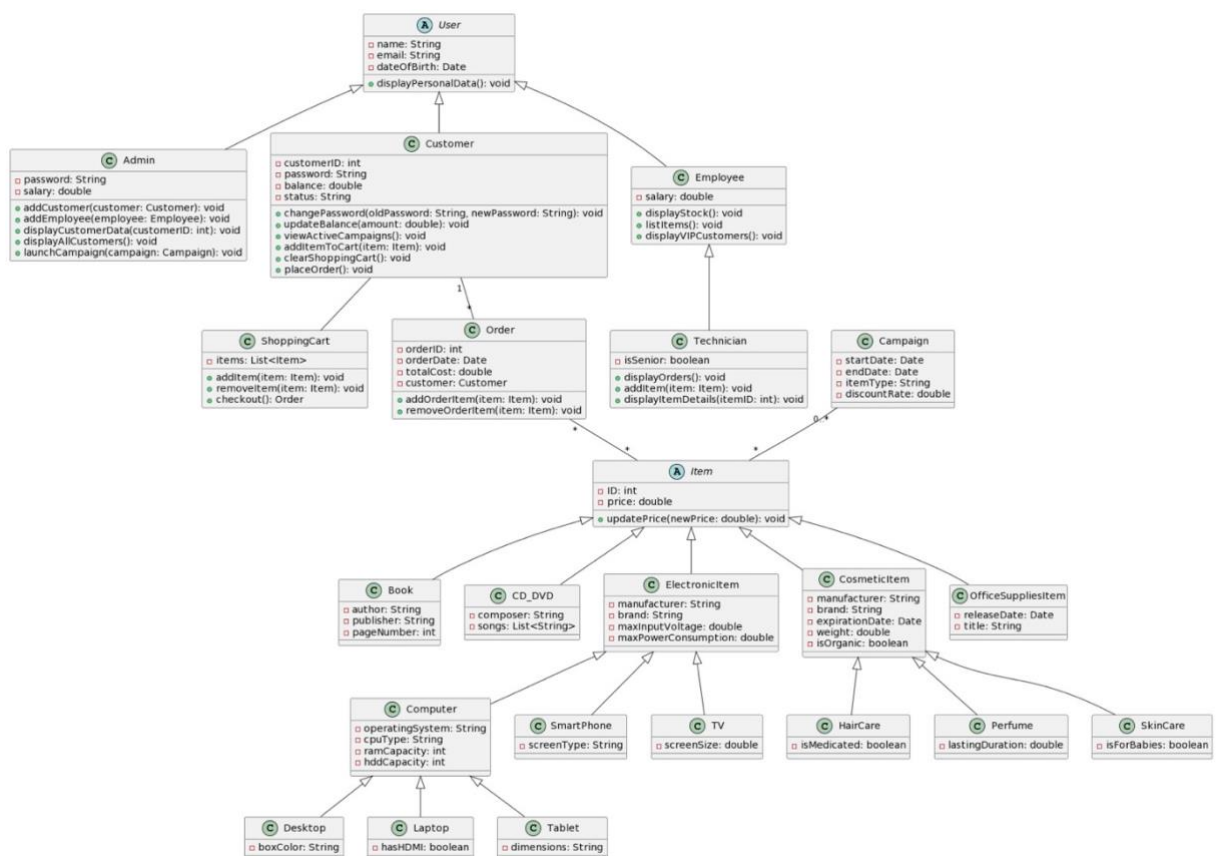 A User
name: String
email: String
dateOfBirth: Date
displayPersonalData(): void
C Admin
password: String
salary: double
addCustomer(customer: Customer): void
addEmployee(employee: Employee): void
displayCustomerData(customerID: int): void
displayAllCustomers(): void
launchCampaign(campaign: Campaign): void
C Customer
customerID: int
password: String
balance: double
status: String
changePassword(oldPassword: String, newPassword: String): void
updateBalance(amount: double): void
viewActiveCampaigns(): void
addItemToCart(item: Item): void
clearShoppingCart(): void
placeOrder(): void
C Employee
salary: double
displayStock(): void
listItems(): void
displayVIPCustomers(): void
1
*
C ShoppingCart
items: List<Item>
addItem(item: Item): void
removeItem(item: Item): void
checkout(): Order
C Order
orderID: int
orderDate: Date
totalCost: double
customer: Customer
addOrderItem(item: Item): void
removeOrderItem(item: Item): void
C Technician
isSenior: boolean
displayOrders(): void
addItem(item: Item): void
displayItemDetails(itemID: int): void
C Campaign
startDate: Date
endDate: Date
itemType: String
discountRate: double
*
*
0..*
*
A Item
ID: int
price: double
updatePrice(newPrice: double): void
C Book
author: String
publisher: String
pageNumber: int
C CD_DVD
composer: String
songs: List<String>
C ElectronicItem
manufacturer: String
brand: String
maxInputVoltage: double
maxPowerConsumption: double
C CosmeticItem
manufacturer: String
brand: String
expirationDate: Date
weight: double
isOrganic: boolean
C OfficeSuppliesItem
releaseDate: Date
title: String
C Computer
operatingSystem: String
cpuType: String
ramCapacity: int
hddCapacity: int
C SmartPhone
screenType: String
C TV
screenSize: double
C HairCare
isMedicated: boolean
C Perfume
lastingDuration: double
C SkinCare
isForBabies: boolean
C Desktop
boxColor: String
C Laptop
hasHDMI: boolean
C Tablet
dimensions: String